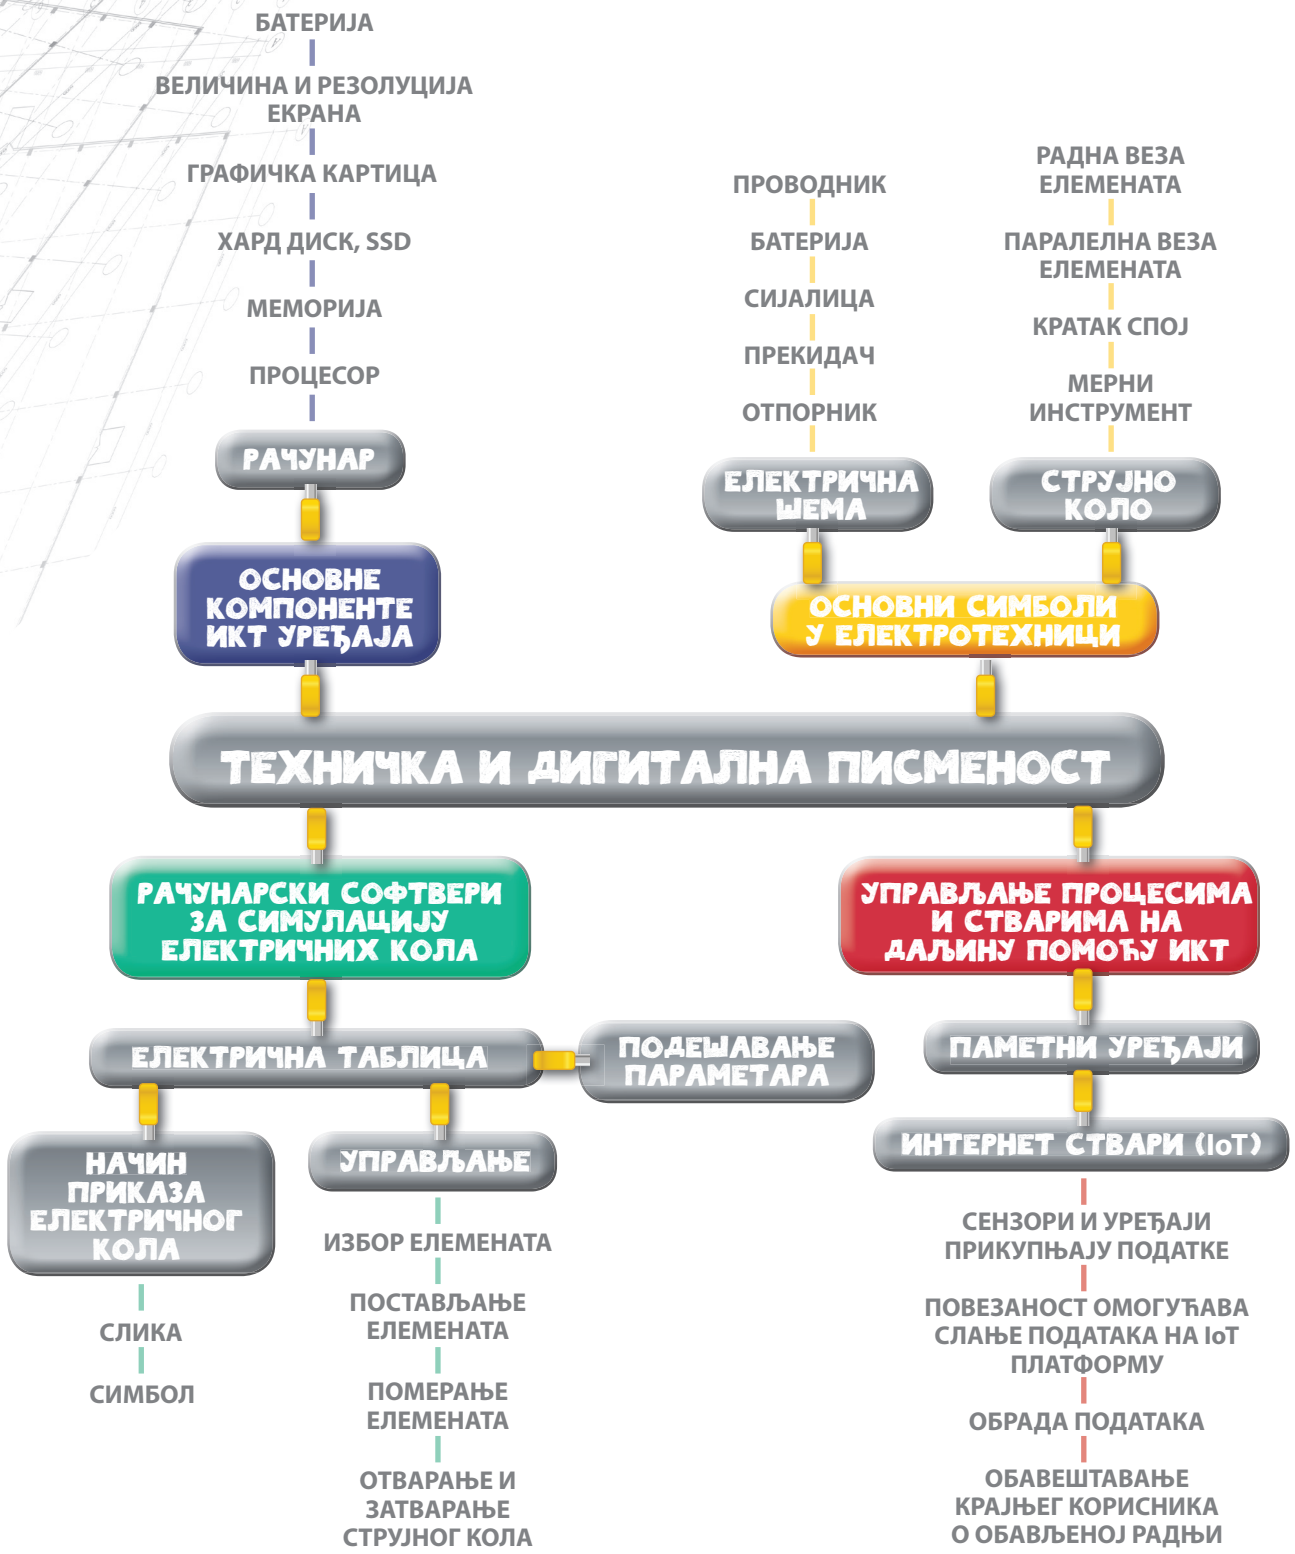 БАТЕРИЈА
ВЕЛИЧИНА И РЕЗОЛУЦИЈА
ЕКРАНА
ГРАФИЧКА КАРТИЦА
ХАРД ДИСК, SSD
МЕМОРИЈА
ПРОЦЕСОР
РАЧУНАР
ОСНОВНЕ
КОМПОНЕНТЕ
ИКТ УРЕЂАЈА
ПРОВОДНИК
БАТЕРИЈА
СИЈАЛИЦА
ПРЕКИДАЧ
ОТПОРНИК
ЕЛЕКТРИЧНА
ШЕМА
РАДНА ВЕЗА
ЕЛЕМЕНАТА
ПАРАЛЕЛНА ВЕЗА
ЕЛЕМЕНАТА
КРАТАК СПОЈ
МЕРНИ
ИНСТРУМЕНТ
СТРУЈНО
КОЛО
ОСНОВНИ СИМБОЛИ
У ЕЛЕКТРОТЕХНИЦИ
ТЕХНИЧКА И ДИГИТАЛНА ПИСМЕНОСТ
РАЧУНАРСКИ СОФТВЕРИ
ЗА СИМУЛАЦИЈУ
ЕЛЕКТРИЧНИХ КОЛА
ЕЛЕКТРИЧНА ТАБЛИЦА
ПОДЕШАВАЊЕ
ПАРАМЕТАРА
НАЧИН
ПРИКАЗА
ЕЛЕКТРИЧНОГ
КОЛА
СЛИКА
СИМБОЛ
УПРАВЉАЊЕ
ИЗБОР ЕЛЕМЕНАТА
ПОСТАВЉАЊЕ
ЕЛЕМЕНАТА
ПОМЕРАЊЕ
ЕЛЕМЕНАТА
ОТВАРАЊЕ И
ЗАТВАРАЊЕ
СТРУЈНОГ КОЛА
УПРАВЉАЊЕ ПРОЦЕСИМА
И СТВАРИМА НА
ДАЉИНУ ПОМОЋУ ИКТ
ПАМЕТНИ УРЕЂАЈИ
ИНТЕРНЕТ СТВАРИ (IoT)
СЕНЗОРИ И УРЕЂАЈИ
ПРИКУПЊАЈУ ПОДАТКЕ
ПОВЕЗАНОСТ ОМОГУЋАВА
СЛАЊЕ ПОДАТАКА НА IoT
ПЛАТФОРМУ
ОБРАДА ПОДАТАКА
ОБАВЕШТАВАЊЕ
КРАЈЊЕГ КОРИСНИКА
О ОБАВЉЕНОЈ РАДЊИ